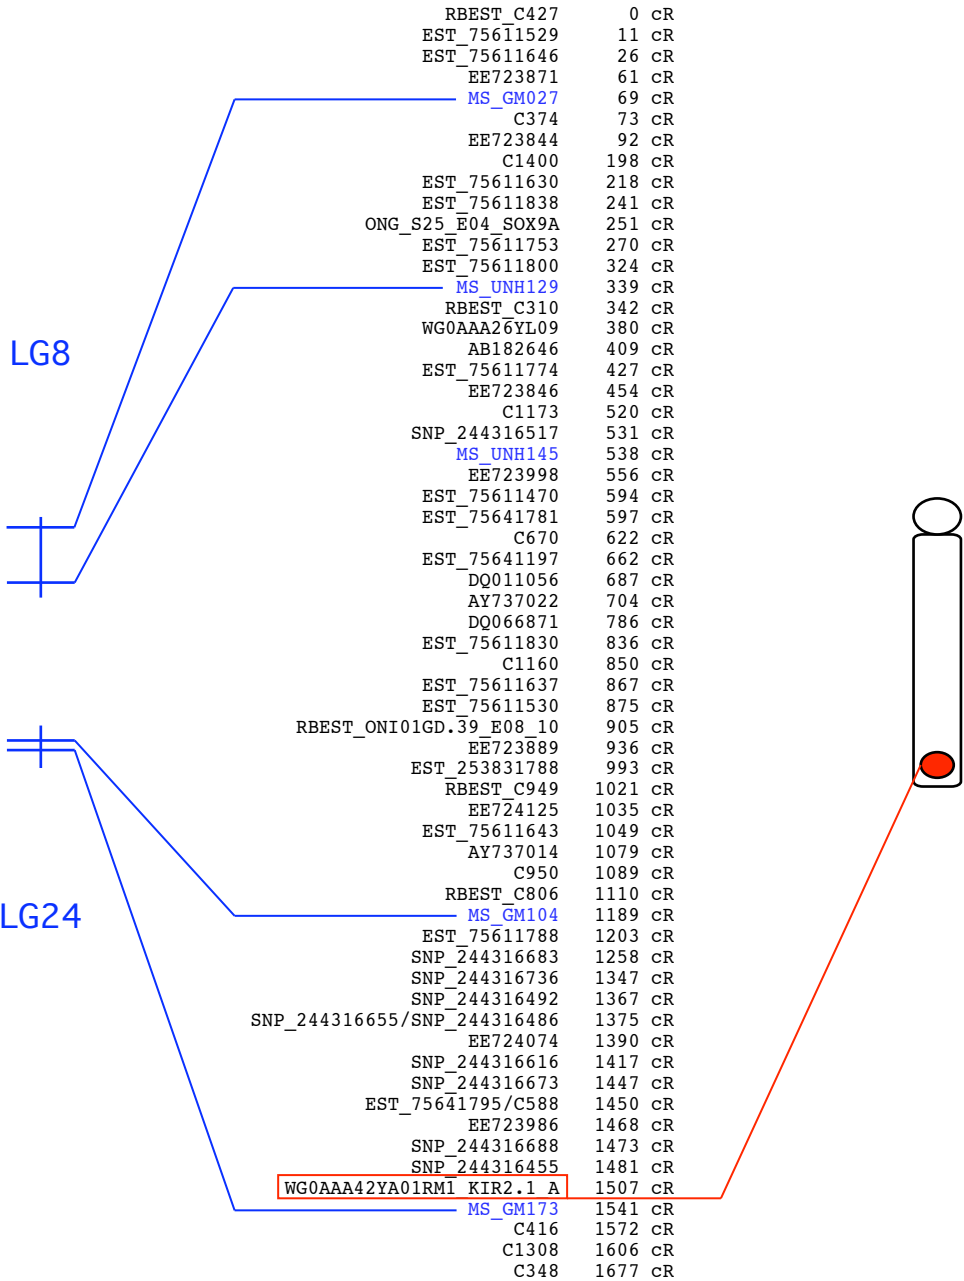 RBEST_C427 0 cR
EST_75611529 11 cR
EST_75611646 26 cR
EE723871 61 cR
MS_GM027 69 cR
C374 73 cR
EE723844 92 cR
C1400 198 cR
EST_75611630 218 cR
EST_75611838 241 cR
ONG_S25_E04_SOX9A 251 cR
EST_75611753 270 cR
EST_75611800 324 cR
MS_UNH129 339 cR
RBEST_C310 342 cR
WG0AAA26YL09 380 cR
LG8
AB182646 409 cR
EST_75611774 427 cR
EE723846 454 cR
C1173 520 cR
SNP_244316517 531 cR
MS_UNH145 538 cR
EE723998 556 cR
EST_75611470 594 cR
EST_75641781 597 cR
C670 622 cR
EST_75641197 662 cR
DQ011056 687 cR
AY737022 704 cR
DQ066871 786 cR
EST_75611830 836 cR
C1160 850 cR
EST_75611637 867 cR
EST_75611530 875 cR
RBEST_ONI01GD.39_E08_10 905 cR
EE723889 936 cR
EST_253831788 993 cR
RBEST_C949 1021 cR
EE724125 1035 cR
EST_75611643 1049 cR
AY737014 1079 cR
C950 1089 cR
RBEST_C806 1110 cR
LG24
MS_GM104 1189 cR
EST_75611788 1203 cR
SNP_244316683 1258 cR
SNP_244316736 1347 cR
SNP_244316492 1367 cR
SNP_244316655/SNP_244316486 1375 cR
EE724074 1390 cR
SNP_244316616 1417 cR
SNP_244316673 1447 cR
EST_75641795/C588 1450 cR
EE723986 1468 cR
SNP_244316688 1473 cR
SNP_244316455 1481 cR
WG0AAA42YA01RM1_KIR2.1_A 1507 cR
MS_GM173 1541 cR
C416 1572 cR
C1308 1606 cR
C348 1677 cR